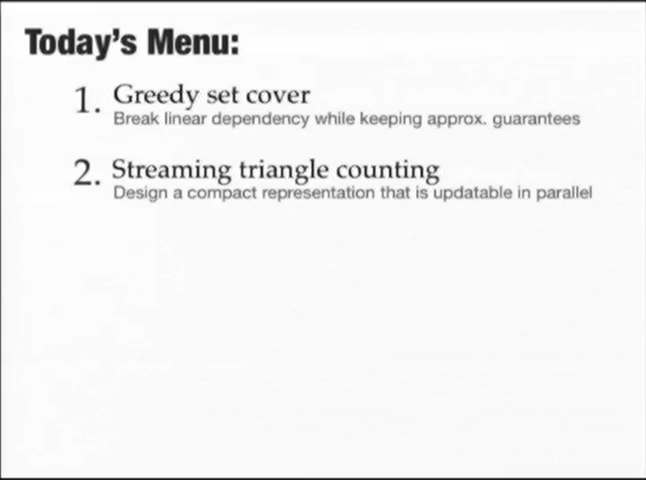 Today's Menu:
1. Greedy set cover
Break linear dependency while keeping approx. guarantees
2. Streaming triangle counting
Design a compact representation that is updatable in parallel